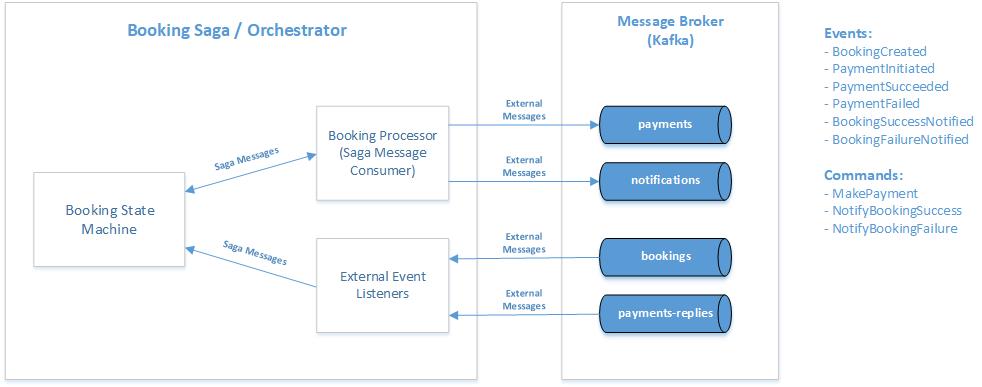 Booking Saga / Orchestrator
Booking State
Machine
Saga Messages
Saga Messages
Booking Processor
(Saga Message
Consumer)
External Event
Listeners
External
Messages
External
Messages
External
Messages
External
Messages
Message Broker
(Kafka)
payments
notifications
bookings
payments-replies
Events:
- BookingCreated
- PaymentInitiated
- PaymentSucceeded
- PaymentFailed
- BookingSuccessNotified
- BookingFailureNotified
Commands:
- MakePayment
- NotifyBookingSuccess
- NotifyBookingFailure